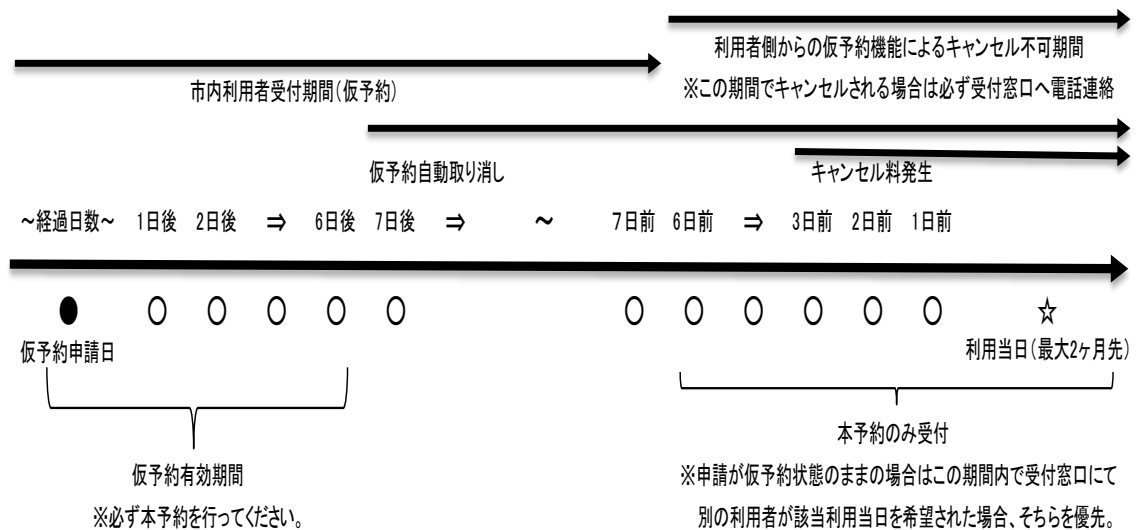 利用者側からの仮予約機能によるキャンセル不可期間
市内利用者受付期間(仮予約)
※この期間でキャンセルされる場合は必ず受付窓口へ電話連絡
仮予約自動取り消し
キャンセル料発生
～経過日数～ 1日後 2日後 ⇒ 6日後 7日後 ⇒ ～ 7日前 6日前 ⇒ 3日前 2日前 1日前
● ○ ○ ○ ○ ○ ○ ○ ○ ○ ○ ○ ☆
仮予約申請日
利用当日(最大2ヶ月先)
本予約のみ受付
仮予約有効期間
※申請が仮予約状態のままの場合はこの期間内で受付窓口にて
※必ず本予約を行ってください。
別の利用者が該当利用当日を希望された場合、そちらを優先。